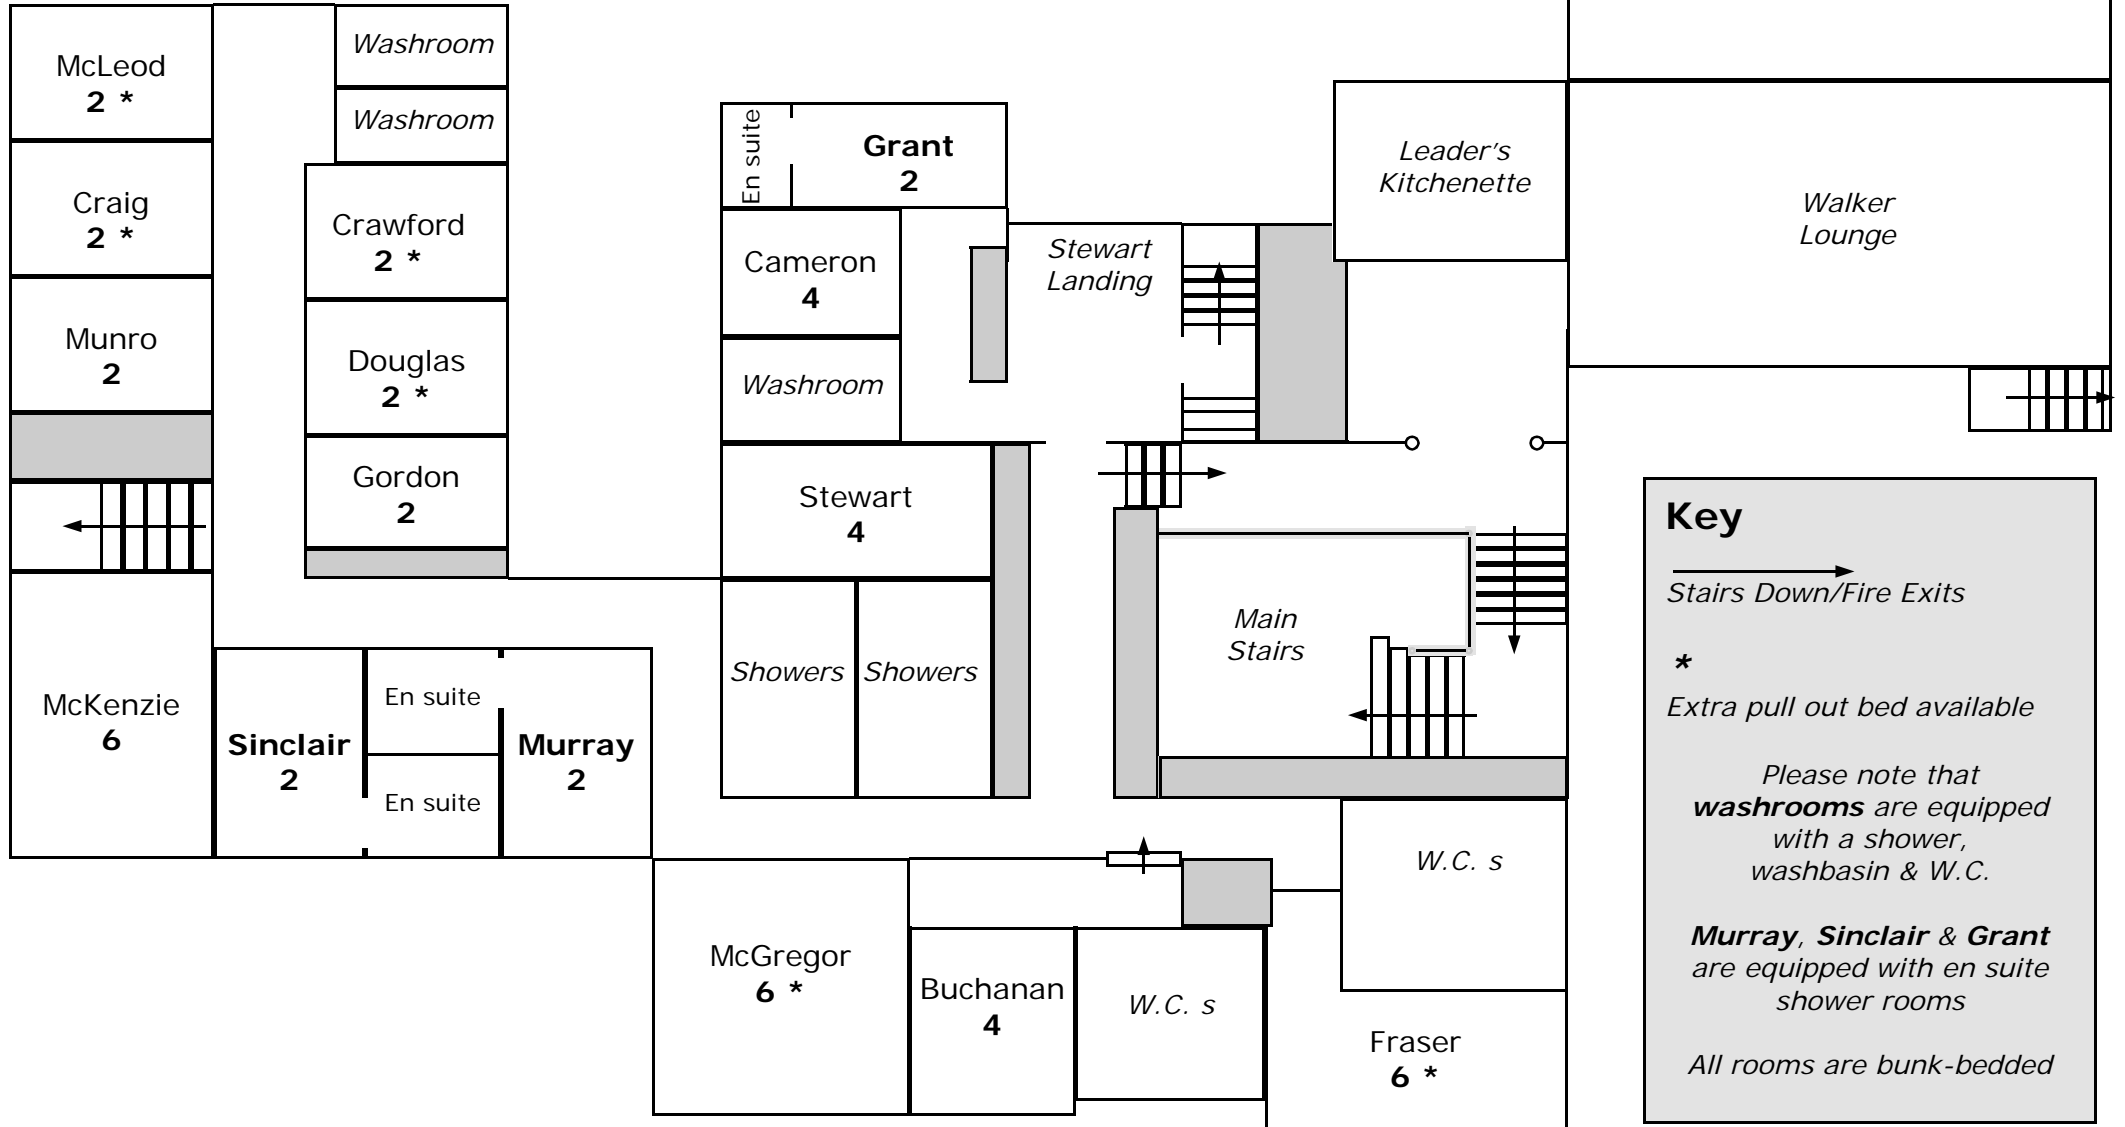 McLeod
2 *
Craig
2 *
Munro
2
McKenzie
6
Washroom
Washroom
Crawford
2 *
Douglas
2 *
Gordon
2
Sinclair
2
En suite
En suite
Murray
2
En suite
Grant
2
Cameron
4
Washroom
Stewart
4
Showers
Showers
Stewart
Landing
Leader's
Kitchenette
Walker
Lounge
Main
Stairs
McGregor
6 *
Buchanan
4
W.C. s
W.C. s
Fraser
6 *
Key
Stairs Down/Fire Exits
*
Extra pull out bed available
Please note that
washrooms are equipped
with a shower,
washbasin & W.C.
Murray, Sinclair & Grant
are equipped with en suite
shower rooms
All rooms are bunk-bedded